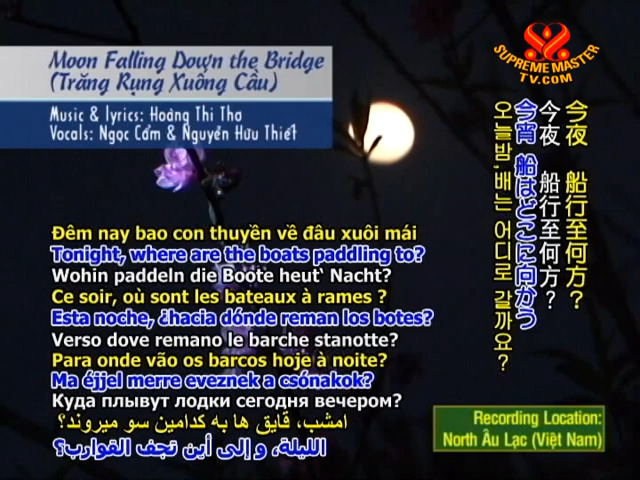 Moon Falling Down the Bridge
(Trăng Rụng Xuống Cầu)
Music & lyrics: Hoàng Thi Thơ
Vocals: Ngọc Cẩm & Nguyễn Hữu Thiết
SUPREME MASTER
TV.COM
今夜 船行至何方？
今夜 船行至何方？
今宵 船はどこに向かう
오늘밤, 배는 어디로 갈까요?
Đêm nay bao con thuyền về đâu xuôi mái
Tonight, where are the boats paddling to?
Wohin paddeln die Boote heut' Nacht?
Ce soir, où sont les bateaux à rames ?
Esta noche, ¿hacia dónde reman los botes?
Verso dove remano le barche stanotte?
Para onde vão os barcos hoje à noite?
Ma éjjel merre eveznek a csónakok?
Куда плывут лодки сегодня вечером?
امشب، قایق ها به کدامین سو میروند؟
الليلة، و إلى أين تجف القوارب؟
Recording Location:
North Âu Lạc (Việt Nam)